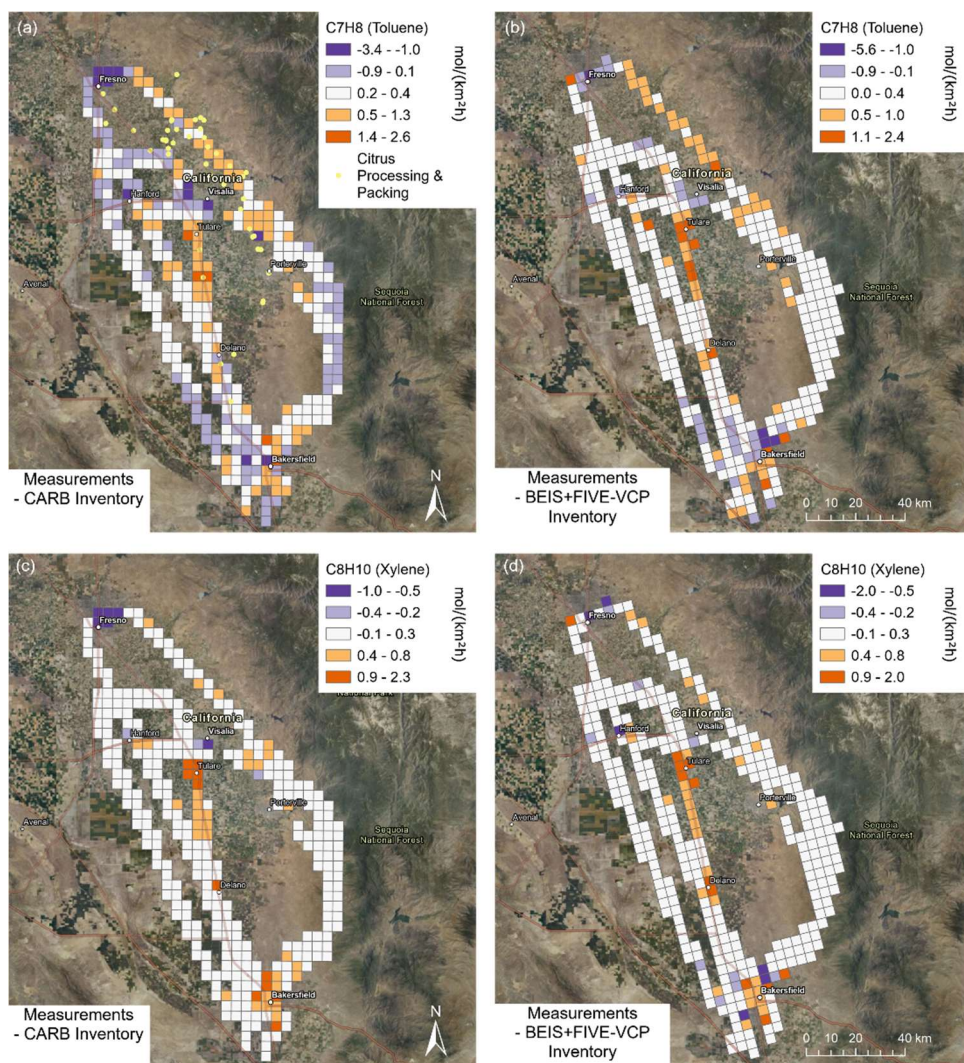 (a)
C7H8 (Toluene)
-3.4 - -1.0
-0.9 - 0.1
0.2 - 0.4
0.5 - 1.3
1.4 - 2.6
mol/(km²h)
Citrus
Processing &
Packing
Fresno
California
Hanford
Visalia
Tulare
Porterville
Avenal
Sequoia
National Forest
Delano
Bakersfield
Measurements
- CARB Inventory
N
(b)
C7H8 (Toluene)
-5.6 - -1.0
-0.9 - -0.1
0.0 - 0.4
0.5 - 1.0
1.1 - 2.4
mol/(km²h)
Fresno
California
Hanford
Visalia
Tulare
Porterville
Avenal
Sequoia
National Forest
Delano
Bakersfield
Measurements
- BEIS+FIVE-VCP
Inventory
0 10 20 40 km
(c)
C8H10 (Xylene)
-1.0 - -0.5
-0.4 - -0.2
-0.1 - 0.3
0.4 - 0.8
0.9 - 2.3
mol/(km²h)
Fresno
National Park
California
Hanford
Visalia
Tulare
Porterville
Avenal
Sequoia
National Forest
Delano
Bakersfield
Measurements
- CARB Inventory
N
(d)
C8H10 (Xylene)
-2.0 - -0.5
-0.4 - -0.2
-0.1 - 0.3
0.4 - 0.8
0.9 - 2.0
mol/(km²h)
Fresno
California
Hanford
Visalia
Tulare
Porterville
Avenal
Sequoia
National Forest
Delano
Bakersfield
Measurements
- BEIS+FIVE-VCP
Inventory
0 10 20 40 km